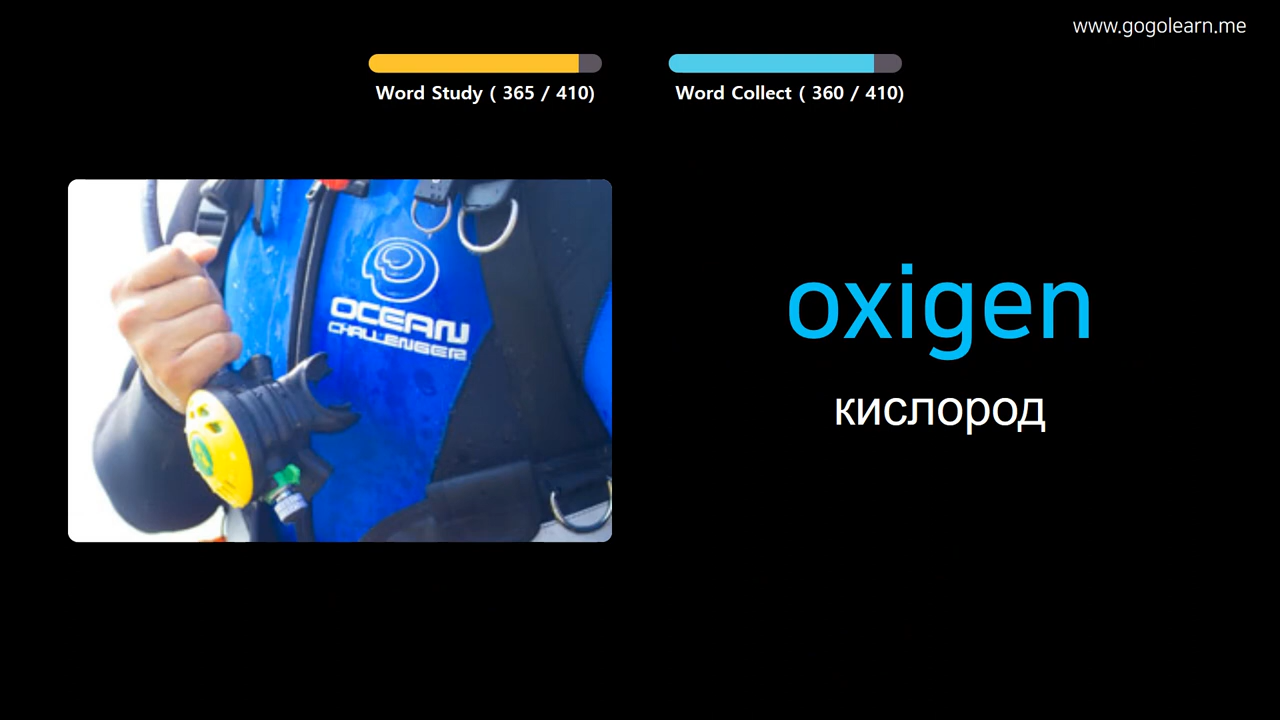 www.gogolearn.me
Word Study ( 365 / 410)
Word Collect ( 360 / 410)
OCEAN
CHALLENGER
oxigen
кислород